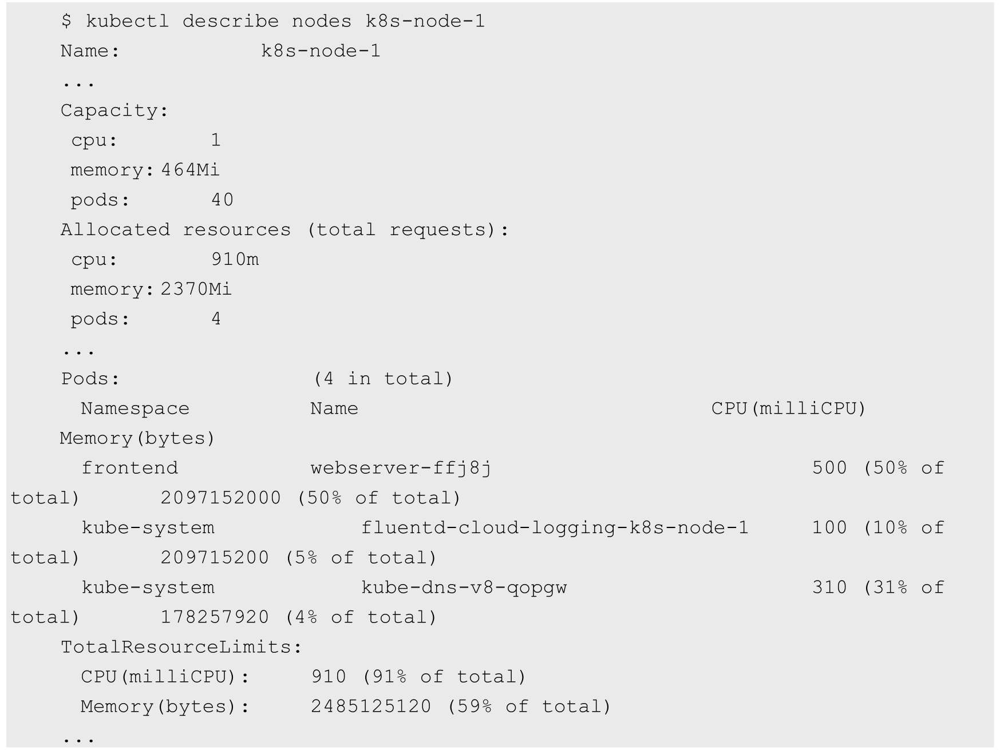 $ kubectl describe nodes k8s-node-1
Name: k8s-node-1
...
Capacity:
cpu: 1
memory: 464Mi
pods: 40
Allocated resources (total requests):
cpu: 910m
memory: 2370Mi
pods: 4
...
Pods: (4 in total)
Namespace Name CPU(milliCPU)
Memory(bytes)
frontend webserver-ffj8j 500 (50% of
total) 2097152000 (50% of total)
kube-system fluentd-cloud-logging-k8s-node-1 100 (10% of
total) 209715200 (5% of total)
kube-system kube-dns-v8-qopgw 310 (31% of
total) 178257920 (4% of total)
TotalResourceLimits:
CPU(milliCPU): 910 (91% of total)
Memory(bytes): 2485125120 (59% of total)
...